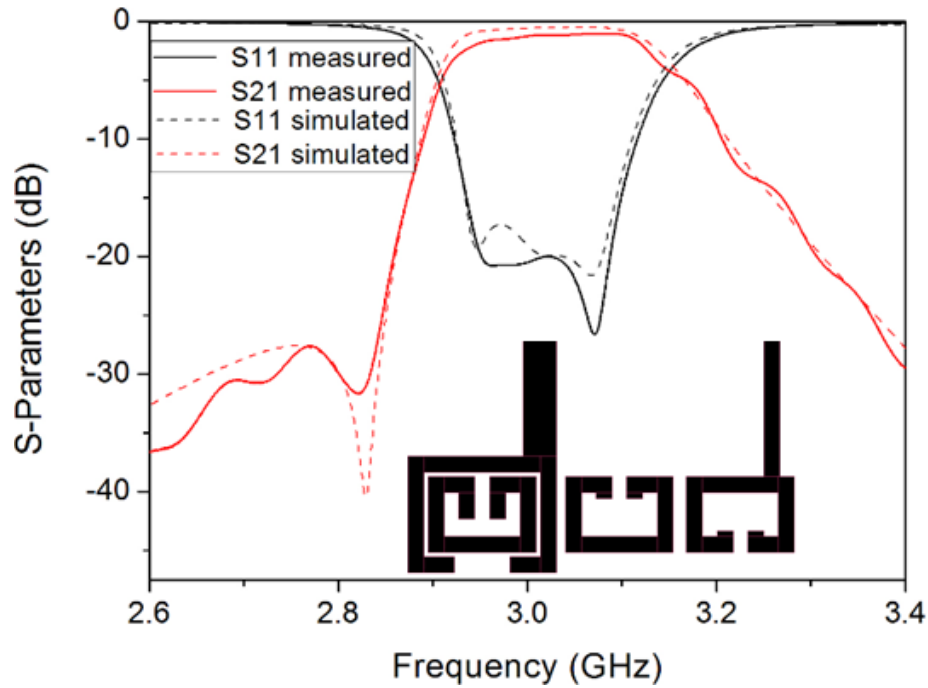 0
-10
-20
-30
-40
S-Parameters (dB)
S11 measured
S21 measured
S11 simulated
S21 simulated
2.6
2.8
3.0
3.2
3.4
Frequency (GHz)